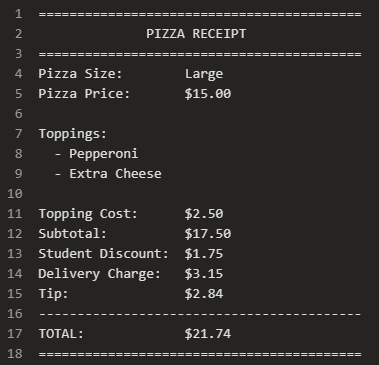 1 ==========================================
2               PIZZA RECEIPT
3 ==========================================
4 Pizza Size:        Large
5 Pizza Price:       $15.00
6
7 Toppings:
8   - Pepperoni
9   - Extra Cheese
10
11 Topping Cost:      $2.50
12 Subtotal:          $17.50
13 Student Discount:  $1.75
14 Delivery Charge:   $3.15
15 Tip:               $2.84
16 ------------------------------------------
17 TOTAL:             $21.74
18 ==========================================